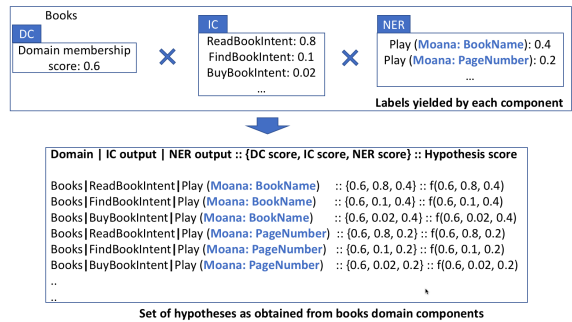 Books
DC
Domain membership
score: 0.6
IC
ReadBookIntent: 0.8
FindBookIntent: 0.1
BuyBookIntent: 0.02
...
NER
Play (Moana: BookName): 0.4
Play (Moana: PageNumber): 0.2
...
Labels yielded by each component
Domain | IC output | NER output :: {DC score, IC score, NER score} :: Hypothesis score
Books|ReadBookIntent|Play (Moana: BookName) :: {0.6, 0.8, 0.4} :: f(0.6, 0.8, 0.4)
Books|FindBookIntent|Play (Moana: BookName) :: {0.6, 0.1, 0.4} :: f(0.6, 0.1, 0.4)
Books|BuyBookIntent|Play (Moana: BookName) :: {0.6, 0.02, 0.4} :: f(0.6, 0.02, 0.4)
Books|ReadBookIntent|Play (Moana: PageNumber) :: {0.6, 0.8, 0.2} :: f(0.6, 0.8, 0.2)
Books|FindBookIntent|Play (Moana: PageNumber) :: {0.6, 0.1, 0.2} :: f(0.6, 0.1, 0.2)
Books|BuyBookIntent|Play (Moana: PageNumber) :: {0.6, 0.02, 0.2} :: f(0.6, 0.02, 0.2)
..
..
Set of hypotheses as obtained from books domain components